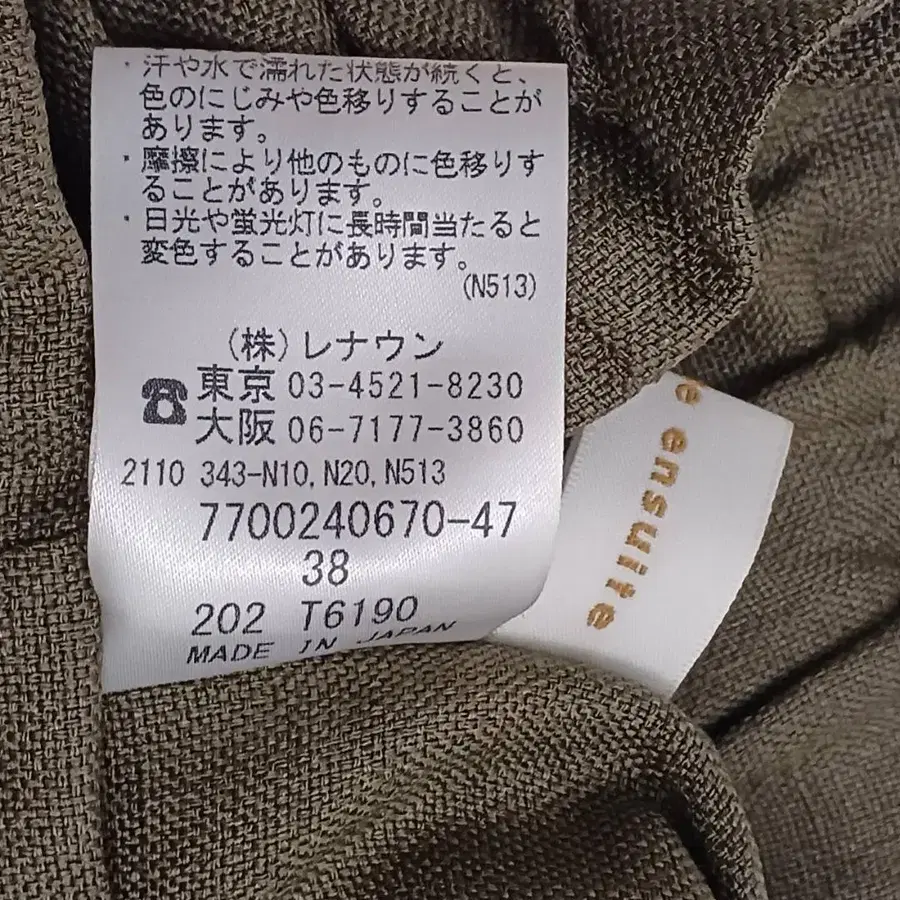 ・汗や水で濡れた状態が続くと、
色のにじみや色移りすることが
あります。
・摩擦により他のものに色移りす
ることがあります。
・日光や蛍光灯に長時間当たると
変色することがあります。
(N513)
(株)レナウン
☎東京 03-4521-8230
大阪 06-7177-3860
2110 343-N10,N20,N513
7700240670-47
38
202 T6190
MADE IN JAPAN
ensuite